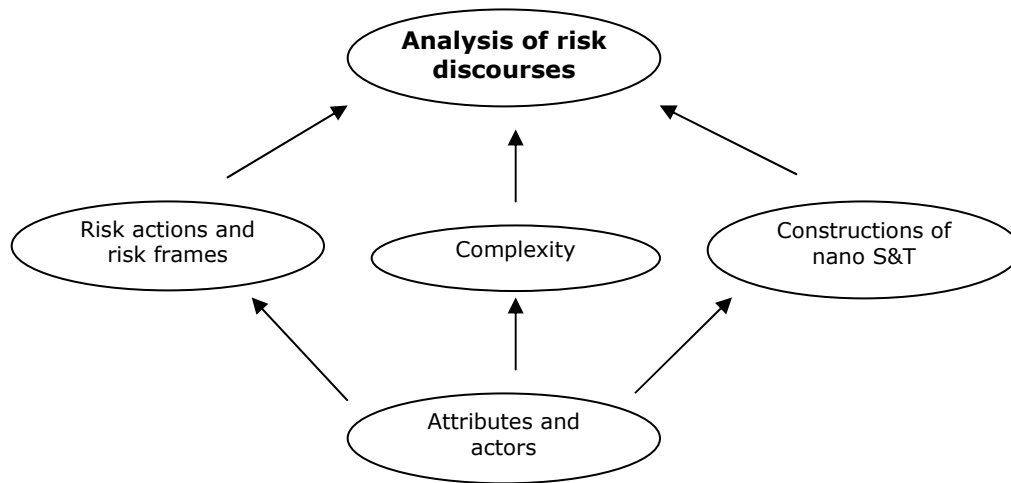 Analysis of risk
discourses
Risk actions and
risk frames
Complexity
Constructions of
nano S&T
Attributes and
actors